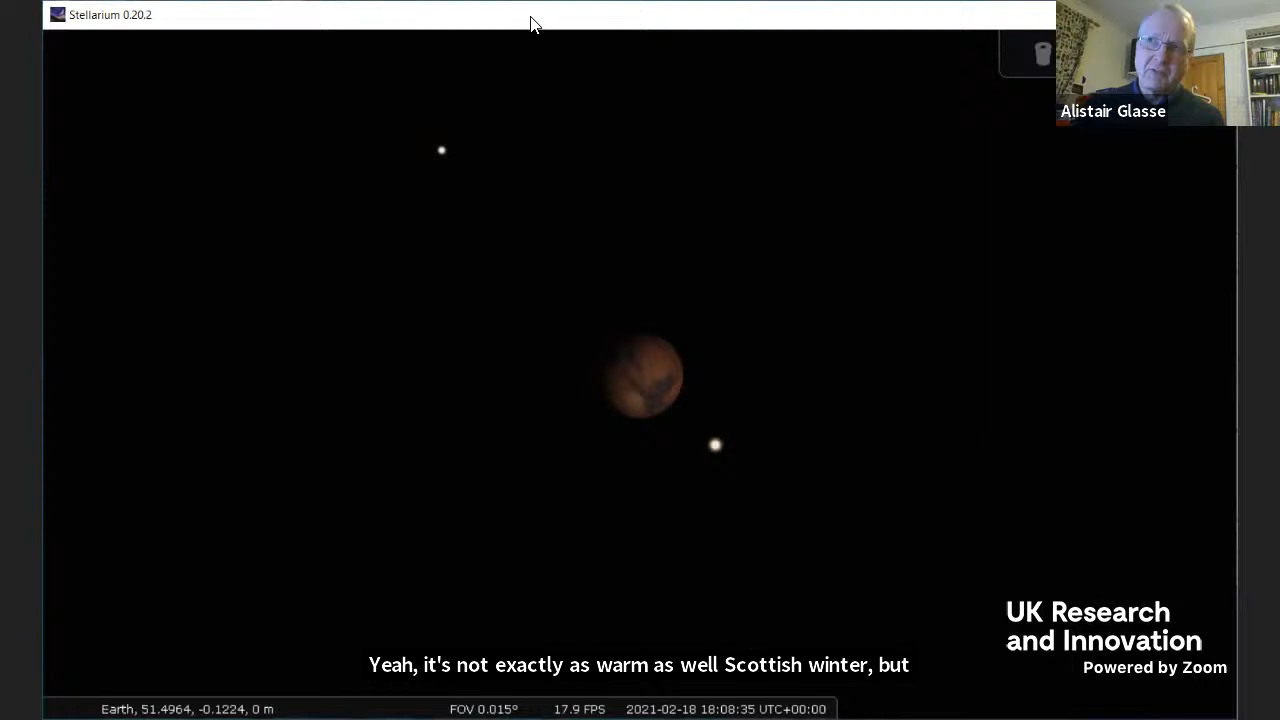 Stellarium 0.20.2
Alistair Glasse
UK Research
and Innovation
Yeah, it's not exactly as warm as well Scottish winter, but
Powered by Zoom
Earth, 51.4964, -0.1224, 0 m FOV 0.015° 17.9 FPS 2021-02-18 18:08:35 UTC+00:00